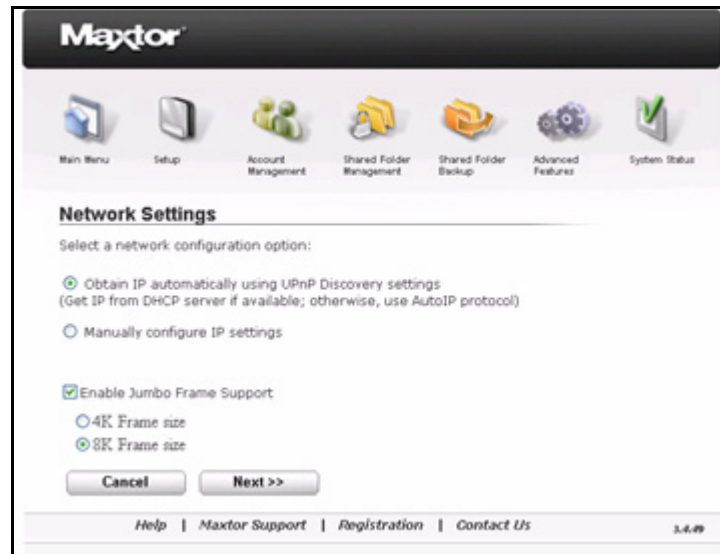 Maxtor
Main Menu
Setup
Account Management
Shared Folder Management
Shared Folder Backup
Advanced Features
System Status
Network Settings
Select a network configuration option:
Obtain IP automatically using UPnP Discovery settings
(Get IP from DHCP server if available; otherwise, use AutoIP protocol)
Manually configure IP settings
Enable Jumbo Frame Support
4K Frame size
8K Frame size
Cancel
Next >>
Help | Maxtor Support | Registration | Contact Us
3.4.49